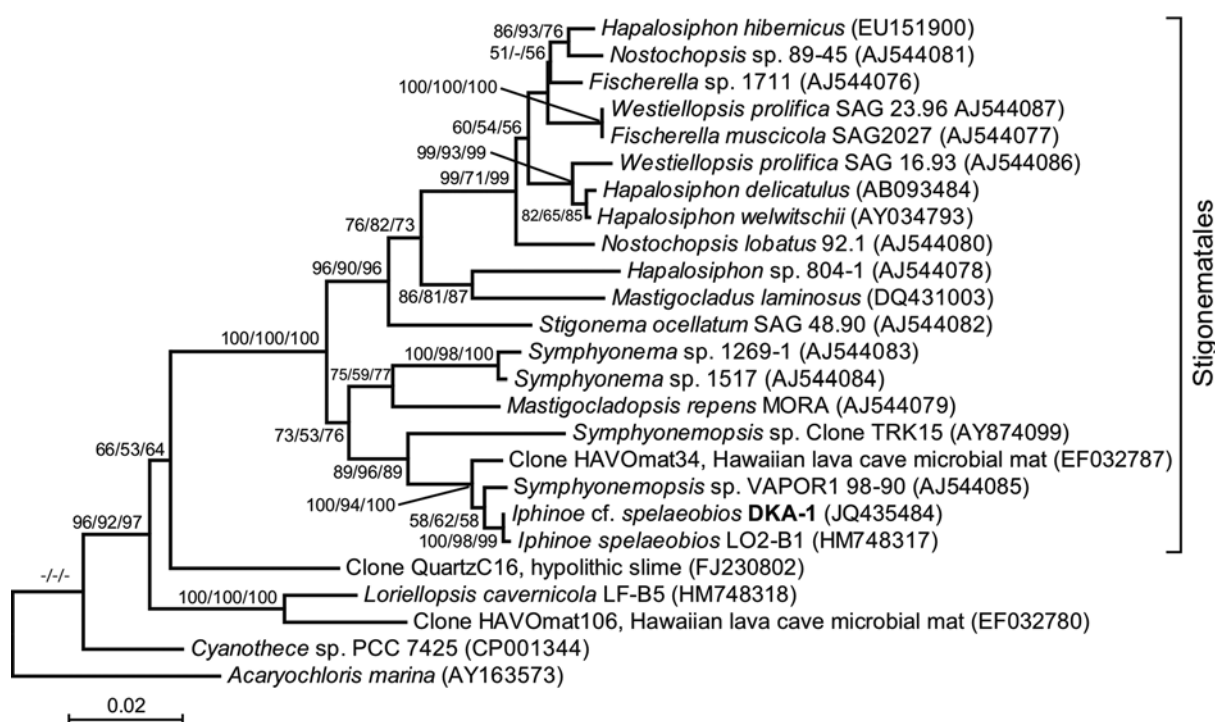 86/93/76
Hapalosiphon hibernicus (EU151900)
51/-/56
Nostochopsis sp. 89-45 (AJ544081)
Fischerella sp. 1711 (AJ544076)
100/100/100
Westiellopsis prolifica SAG 23.96 AJ544087)
60/54/56
Fischerella muscicola SAG2027 (AJ544077)
99/93/99
Westiellopsis prolifica SAG 16.93 (AJ544086)
99/71/99
Hapalosiphon delicatulus (AB093484)
82/65/85
Hapalosiphon welwitschii (AY034793)
76/82/73
Nostochopsis lobatus 92.1 (AJ544080)
96/90/96
Hapalosiphon sp. 804-1 (AJ544078)
86/81/87
Mastigocladus laminosus (DQ431003)
Stigonema ocellatum SAG 48.90 (AJ544082)
100/100/100
100/98/100
Symphyonema sp. 1269-1 (AJ544083)
75/59/77
Symphyonema sp. 1517 (AJ544084)
Mastigocladopsis repens MORA (AJ544079)
73/53/76
Symphyonemopsis sp. Clone TRK15 (AY874099)
66/53/64
89/96/89
Clone HAVOmat34, Hawaiian lava cave microbial mat (EF032787)
100/94/100
Symphyonemopsis sp. VAPOR1 98-90 (AJ544085)
58/62/58
Iphinoe cf. spelaeobios DKA-1 (JQ435484)
96/92/97
100/98/99
Iphinoe spelaeobios LO2-B1 (HM748317)
Clone QuartzC16, hypolithic slime (FJ230802)
-/-/-
100/100/100
Loriellopsis cavernicola LF-B5 (HM748318)
Clone HAVOmat106, Hawaiian lava cave microbial mat (EF032780)
Cyanothece sp. PCC 7425 (CP001344)
Acaryochloris marina (AY163573)
0.02
Stigonematales